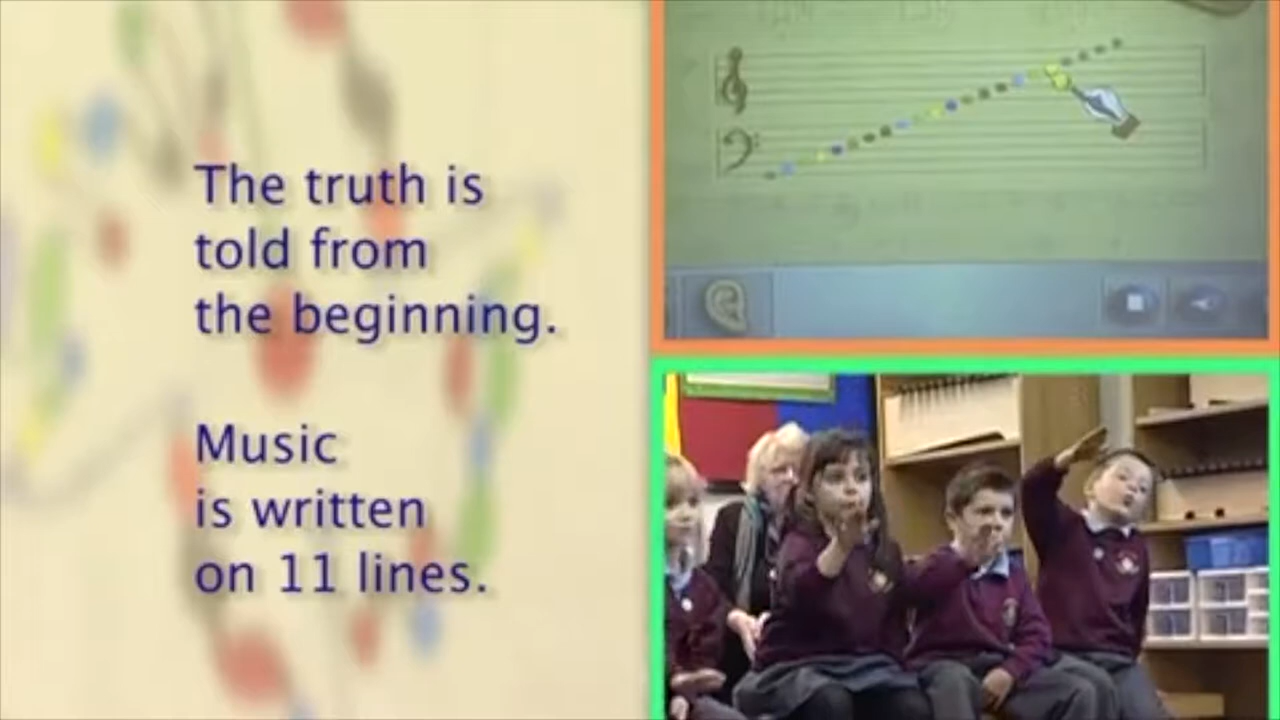 The truth is
told from
the beginning.
Music
is written
on 11 lines.